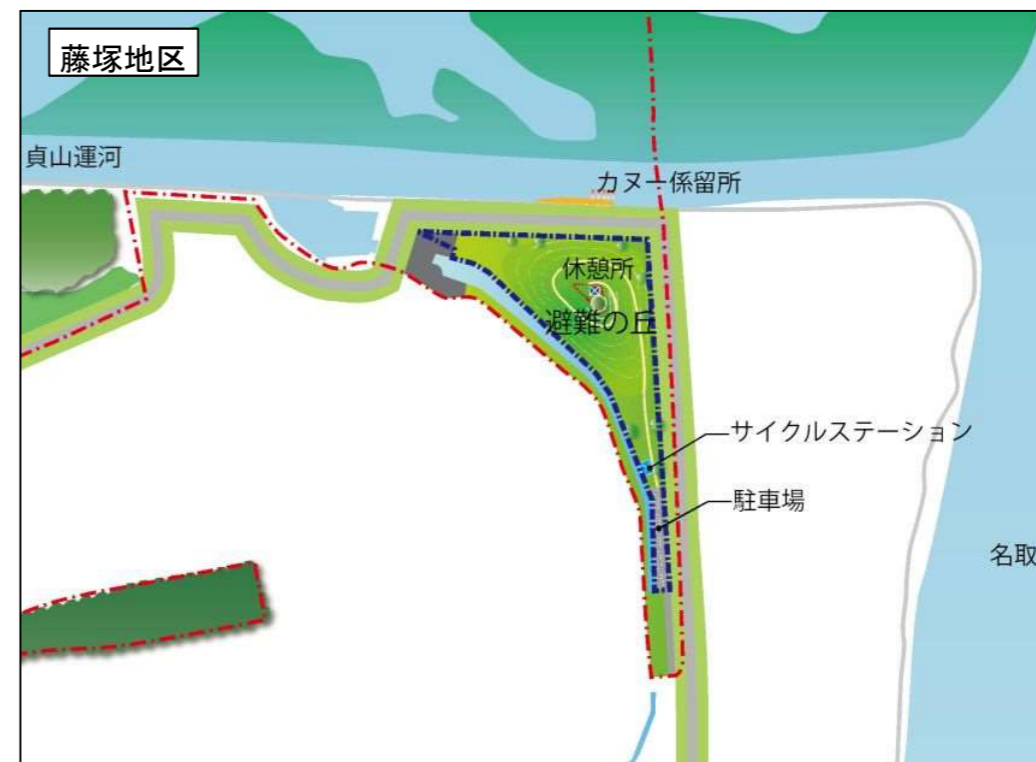 藤塚地区
貞山運河
カヌー係留所
休憩所
避難の丘
サイクルステーション
駐車場
名取